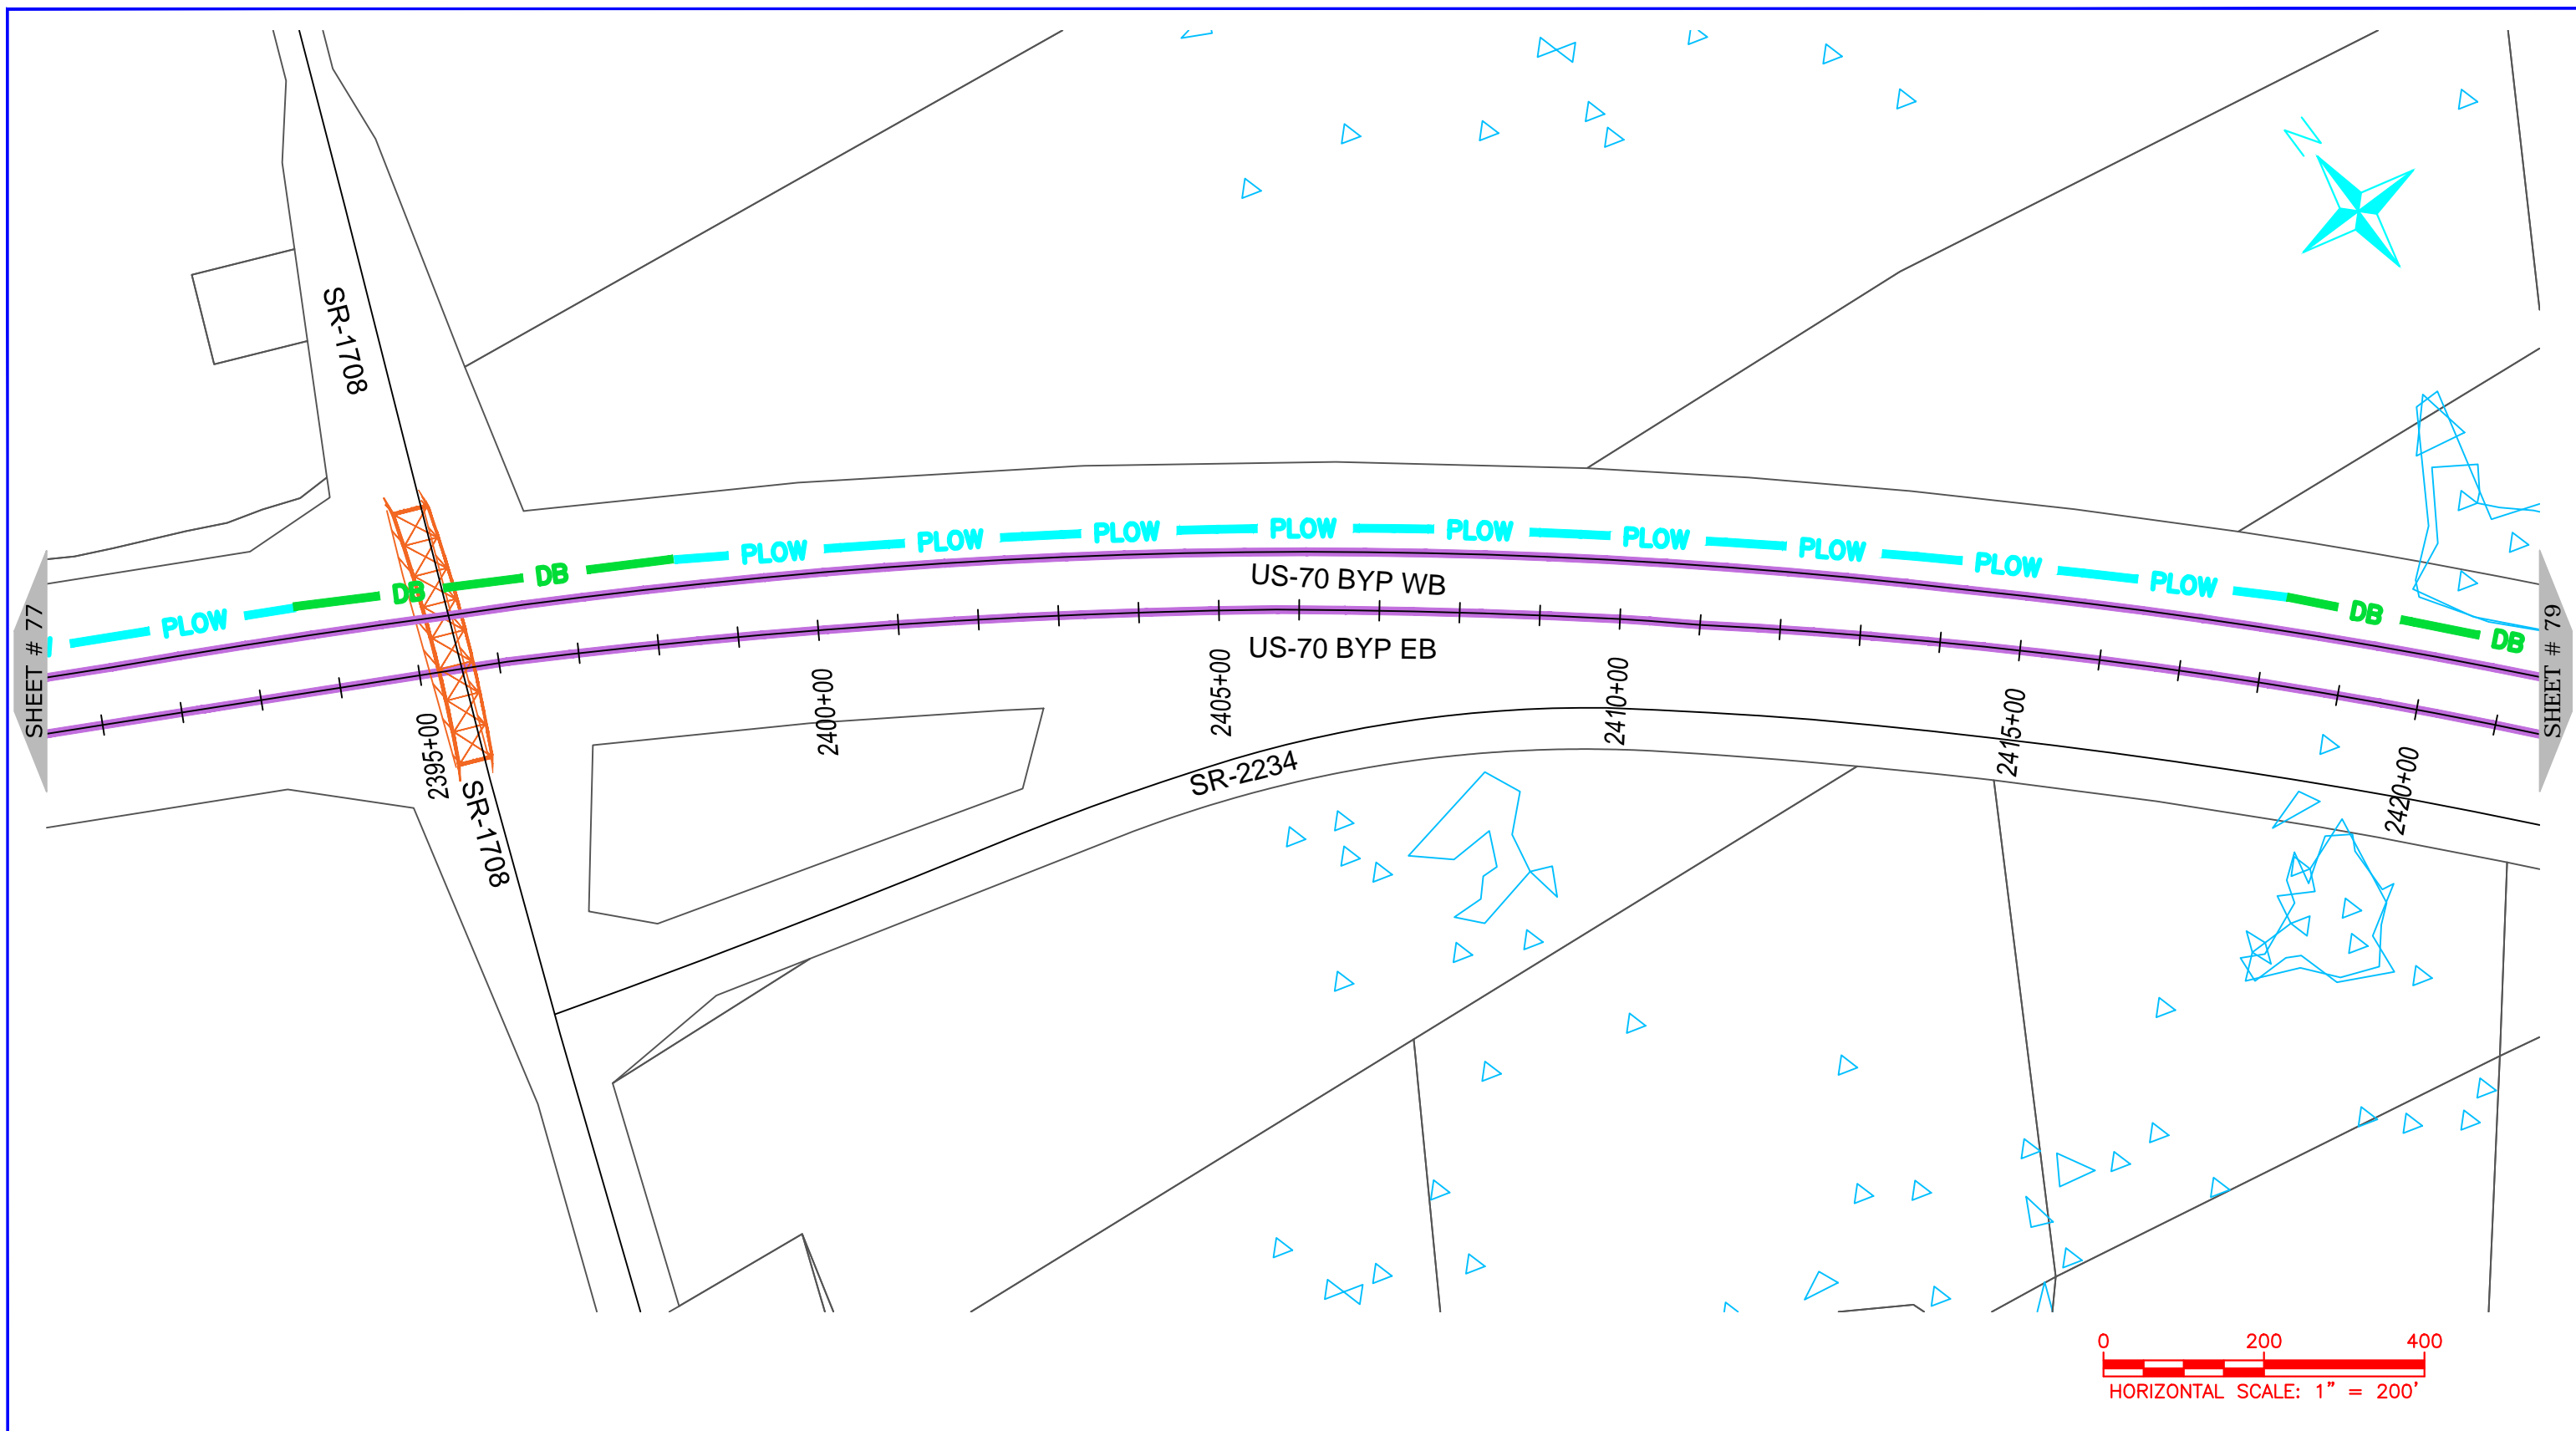 N
SR-1708
SHEET # 77
PLOW
DB
DB
PLOW
PLOW
PLOW
PLOW
PLOW
PLOW
PLOW
PLOW
PLOW
DB
DB
SHEET # 79
US-70 BYP WB
US-70 BYP EB
2395+00
2400+00
2405+00
2410+00
2415+00
2420+00
SR-2234
SR-1708
0 200 400
HORIZONTAL SCALE: 1" = 200'